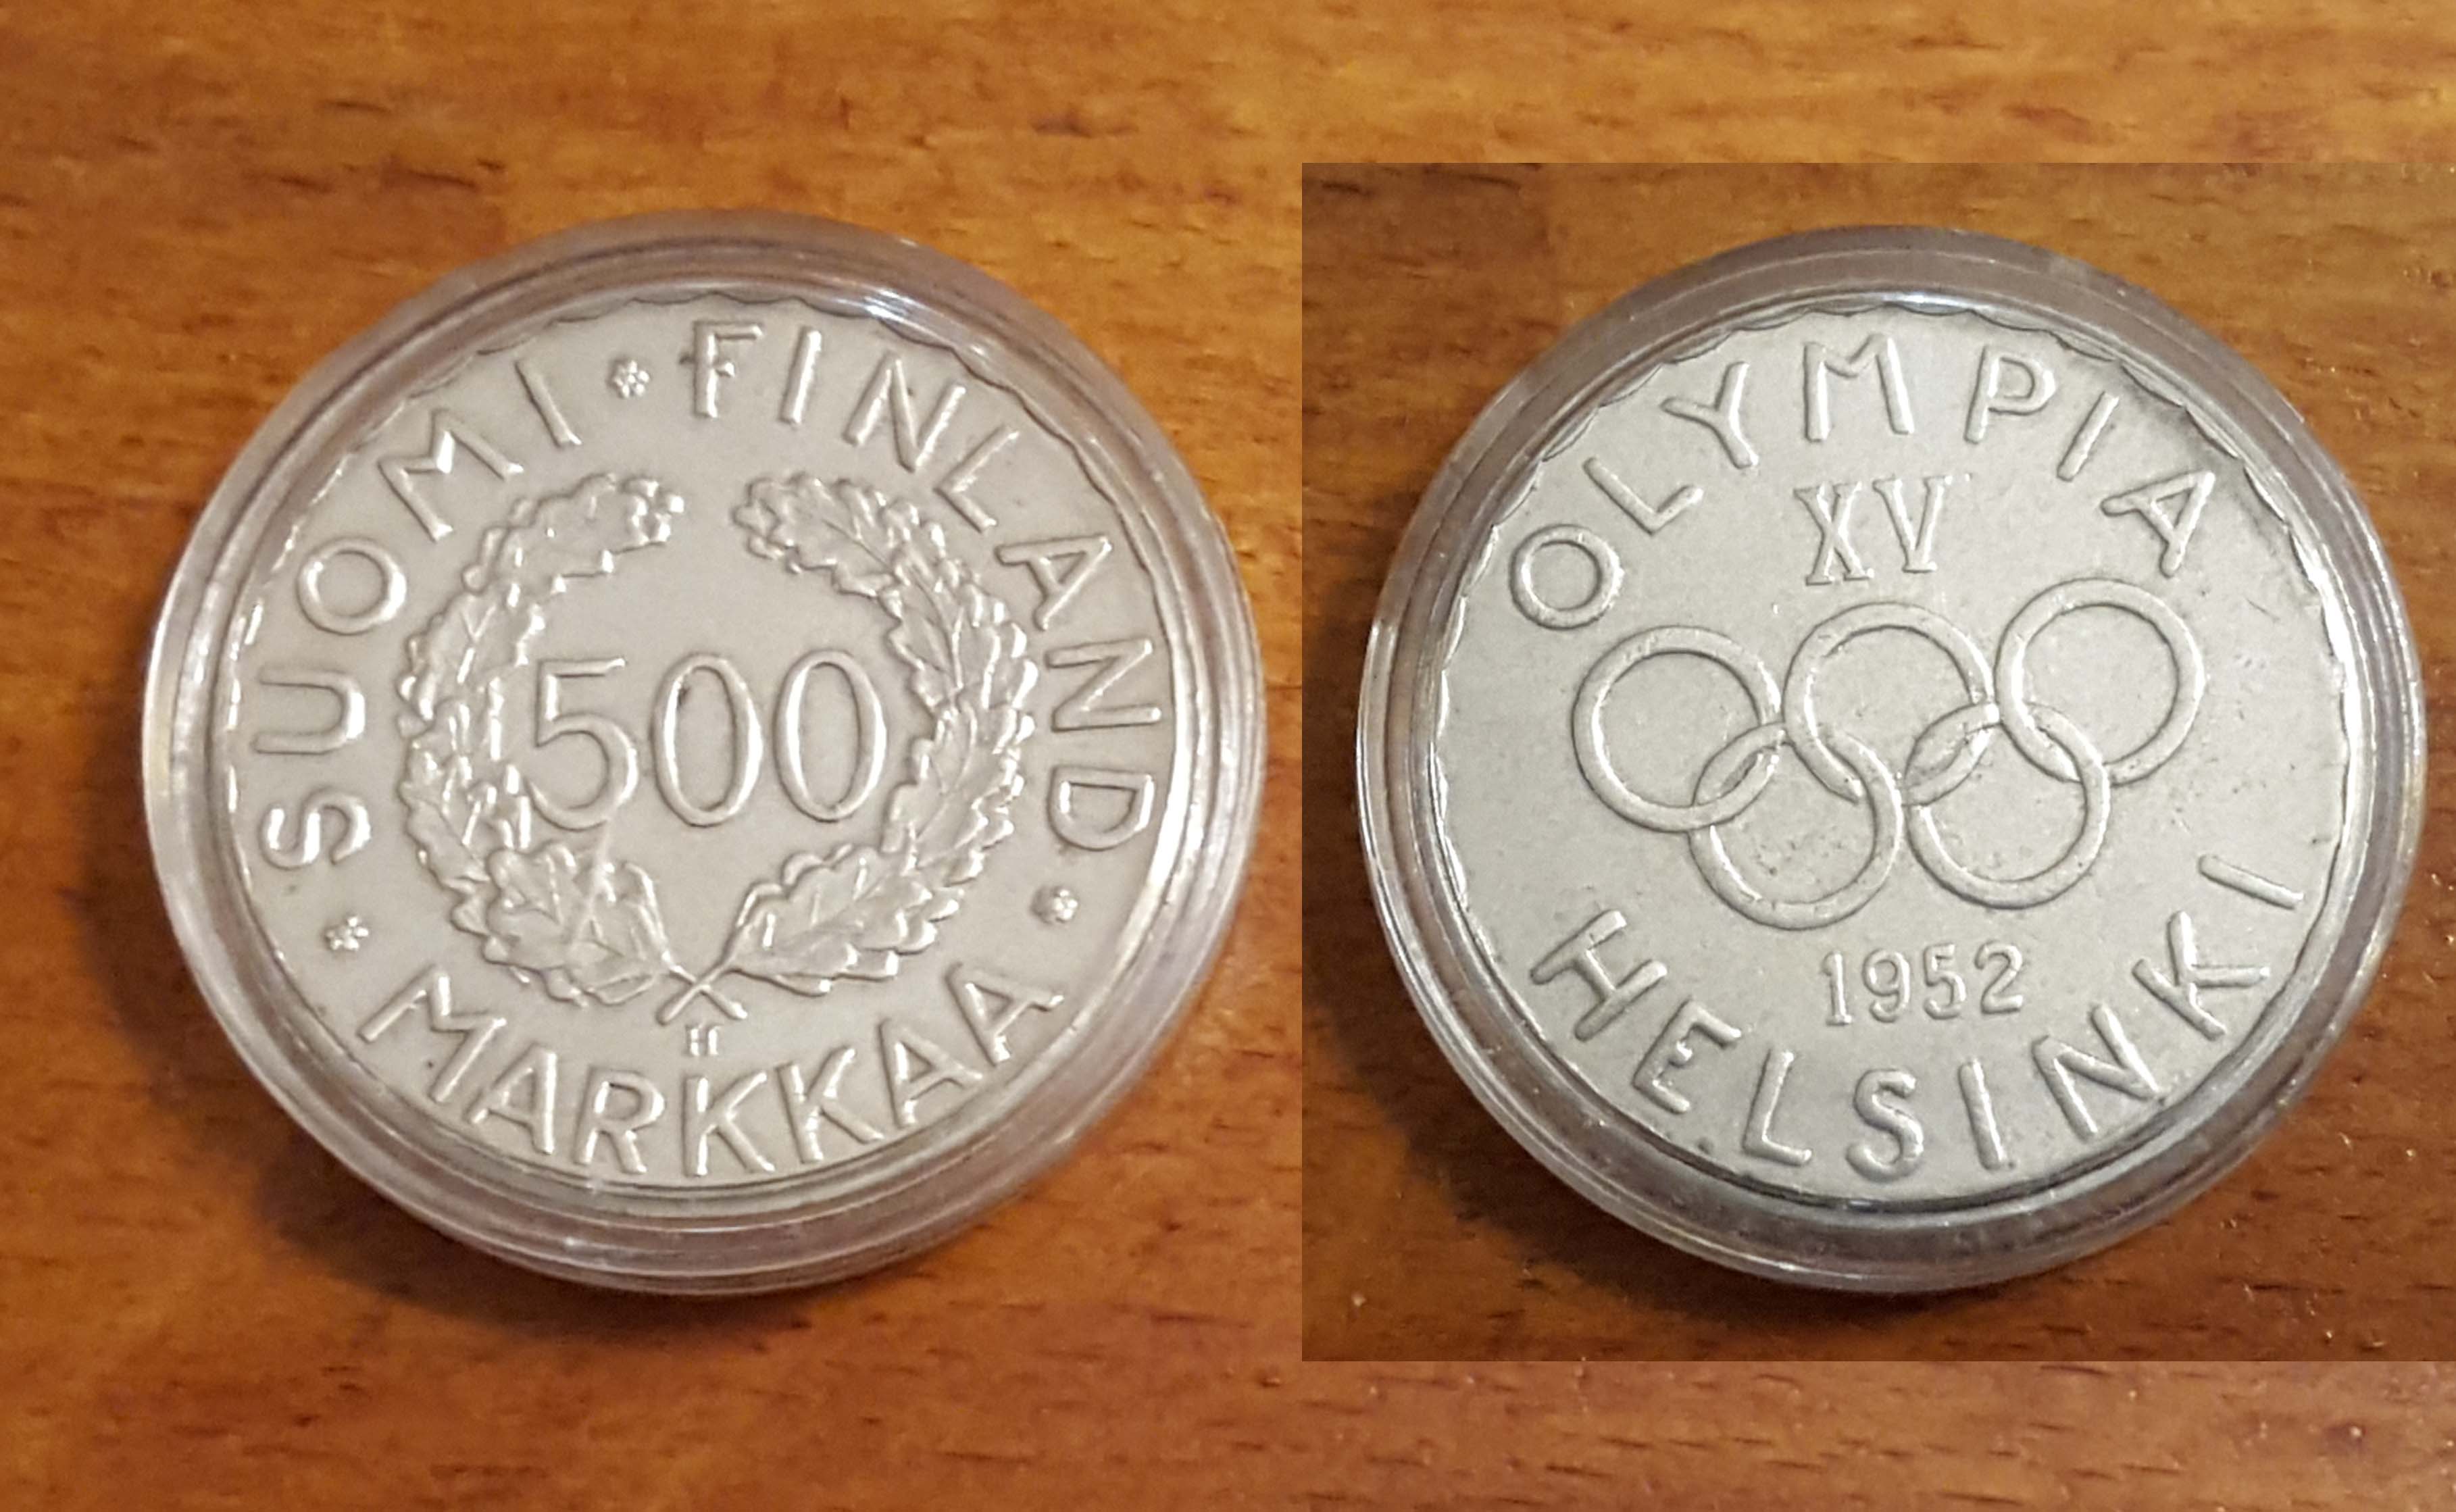 SUOMI * FINLAND *
500
H
* MARKKAA
OLYMPIA
XV
1952
HELSINKI